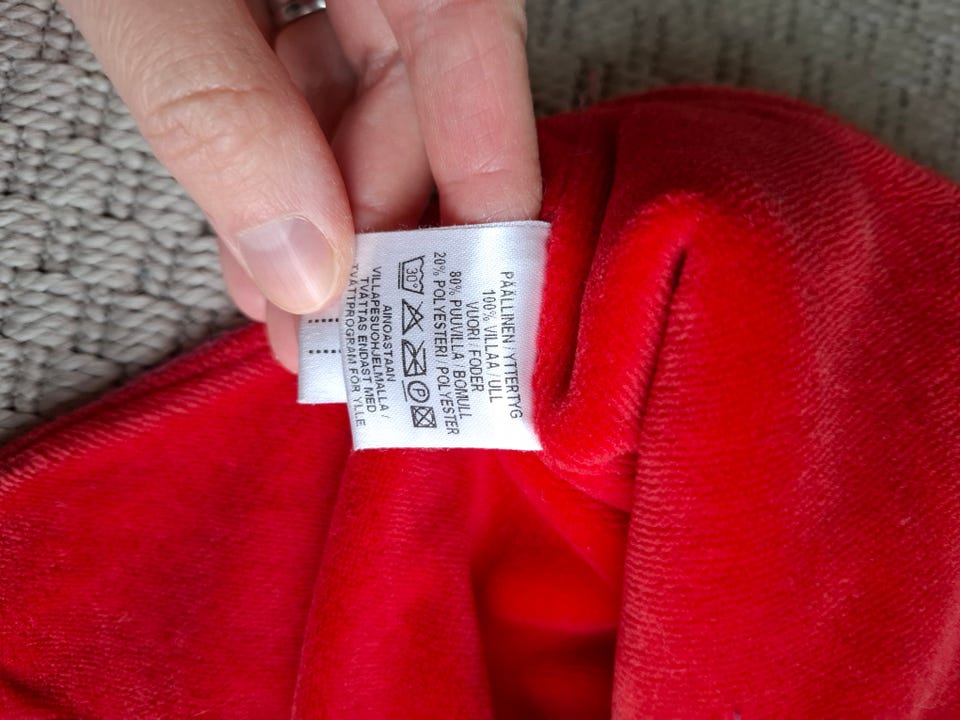 PÄÄLLINEN / YTTERTYG
100% VILLAA / ULL
VUORI / FODER
80% PUUVILLA / BOMULL
20% POLYESTERI / POLYESTER
30° P
AINOASTAAN
VILLAPESUOHJELMALLA /
TVÄTTAS ENDAST MED
TVÄTTPROGRAM FÖR YLLE